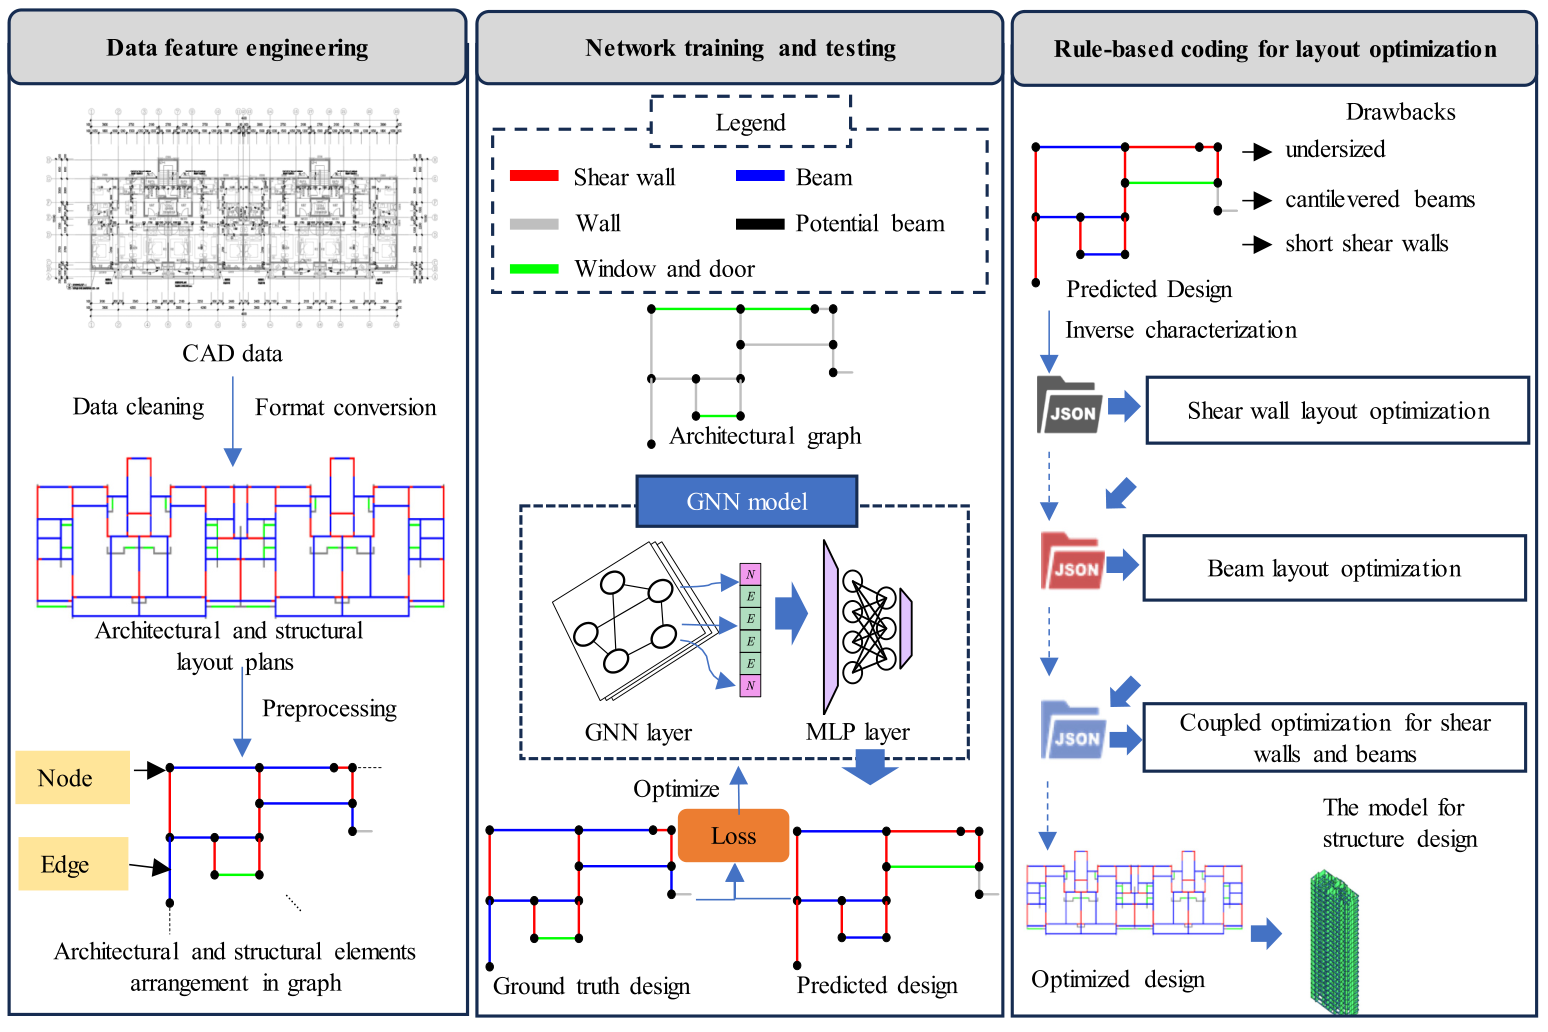 Data feature engineering
CAD data
Data cleaning
Format conversion
Architectural and structural
layout plans
Preprocessing
Node
Edge
Architectural and structural elements
arrangement in graph
Network training and testing
Legend
Shear wall
Beam
Wall
Potential beam
Window and door
Architectural graph
GNN model
N
E
E
E
E
N
GNN layer
MLP layer
Optimize
Loss
Ground truth design
Predicted design
Rule-based coding for layout optimization
Drawbacks
undersized
cantilevered beams
short shear walls
Predicted Design
Inverse characterization
JSON
Shear wall layout optimization
JSON
Beam layout optimization
JSON
Coupled optimization for shear
walls and beams
The model for
structure design
Optimized design